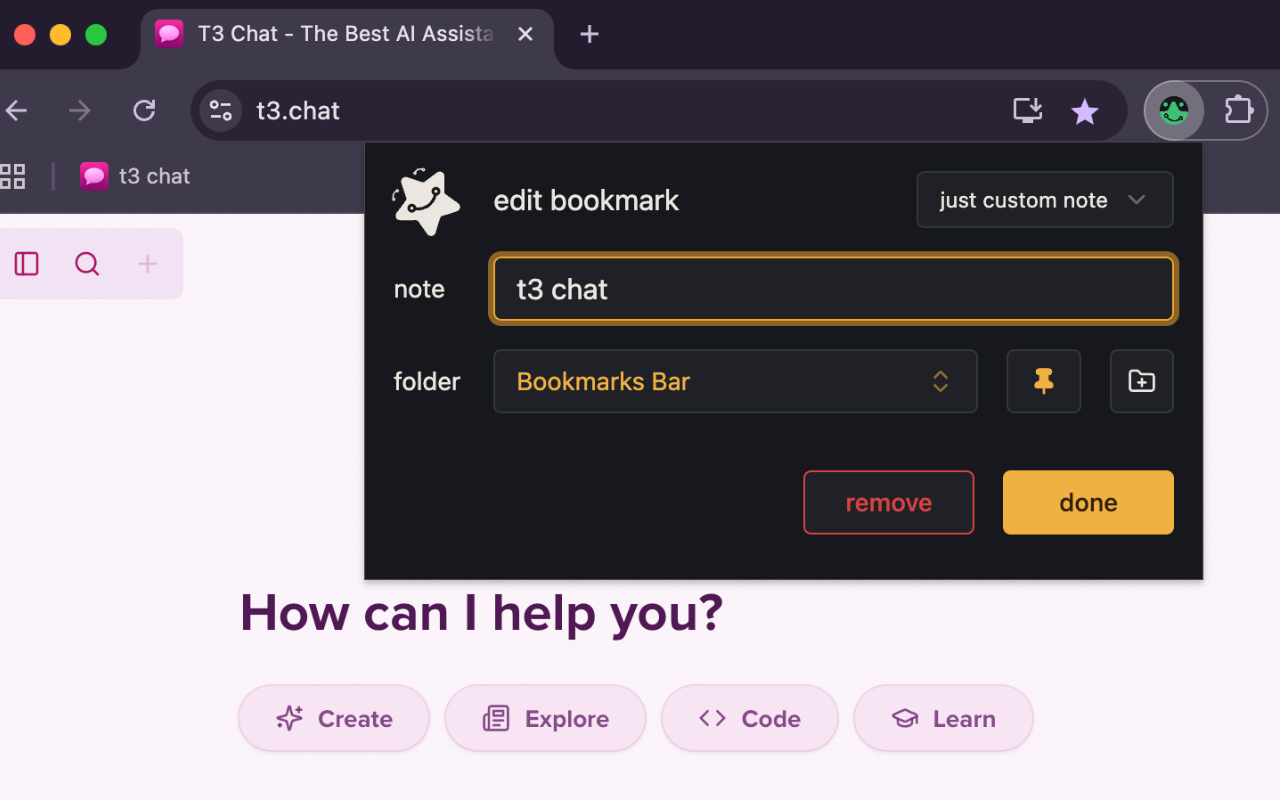 T3 Chat - The Best AI Assista
t3.chat
t3 chat
edit bookmark
just custom note
note
t3 chat
folder
Bookmarks Bar
remove
done
How can I help you?
Create
Explore
Code
Learn